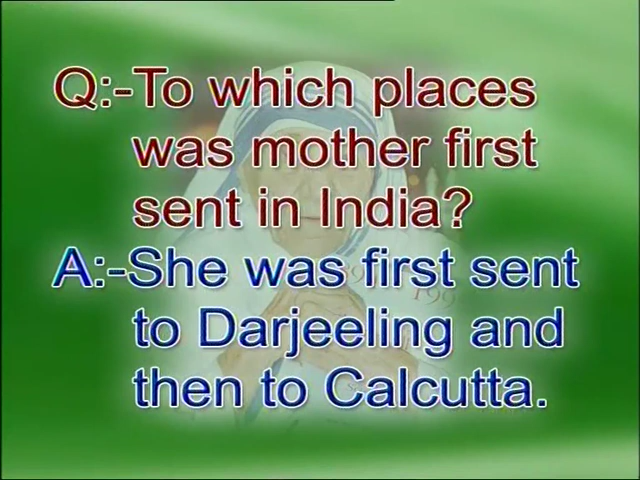 Q:-To which places
was mother first
sent in India?
A:-She was first sent
to Darjeeling and
then to Calcutta.